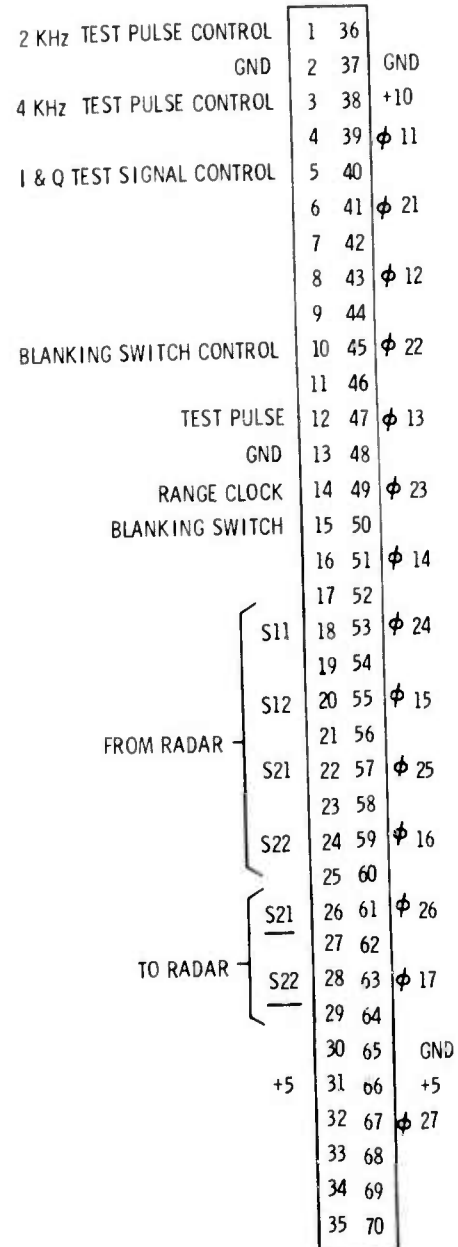 2 KHz TEST PULSE CONTROL 1 36
GND 2 37 GND
4 KHz TEST PULSE CONTROL 3 38 +10
4 39 ϕ 11
I & Q TEST SIGNAL CONTROL 5 40
6 41 ϕ 21
7 42
8 43 ϕ 12
9 44
BLANKING SWITCH CONTROL 10 45 ϕ 22
11 46
TEST PULSE 12 47 ϕ 13
GND 13 48
RANGE CLOCK 14 49 ϕ 23
BLANKING SWITCH 15 50
16 51 ϕ 14
17 52
S11 18 53 ϕ 24
19 54
S12 20 55 ϕ 15
FROM RADAR 21 56
S21 22 57 ϕ 25
23 58
S22 24 59 ϕ 16
25 60
S21 26 61 ϕ 26
TO RADAR 27 62
S22 28 63 ϕ 17
29 64
30 65 GND
+5 31 66 +5
32 67 ϕ 27
33 68
34 69
35 70